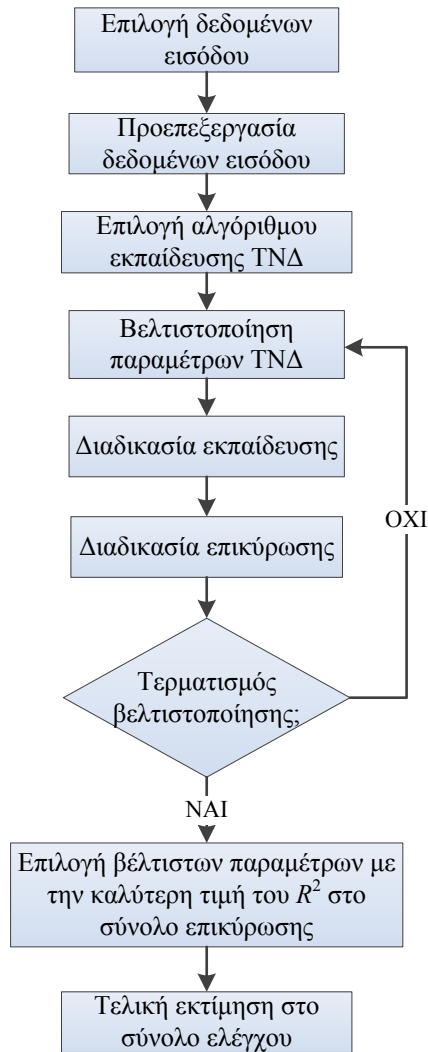 Επιλογή δεδομένων
εισόδου
Προεπεξεργασία
δεδομένων εισόδου
Επιλογή αλγόριθμου
εκπαίδευσης ΤΝΔ
Βελτιστοποίηση
παραμέτρων ΤΝΔ
Διαδικασία εκπαίδευσης
ΟΧΙ
Διαδικασία επικύρωσης
Τερματισμός
βελτιστοποίησης;
ΝΑΙ
Επιλογή βέλτιστων παραμέτρων με
την καλύτερη τιμή του R² στο
σύνολο επικύρωσης
Τελική εκτίμηση στο
σύνολο ελέγχου